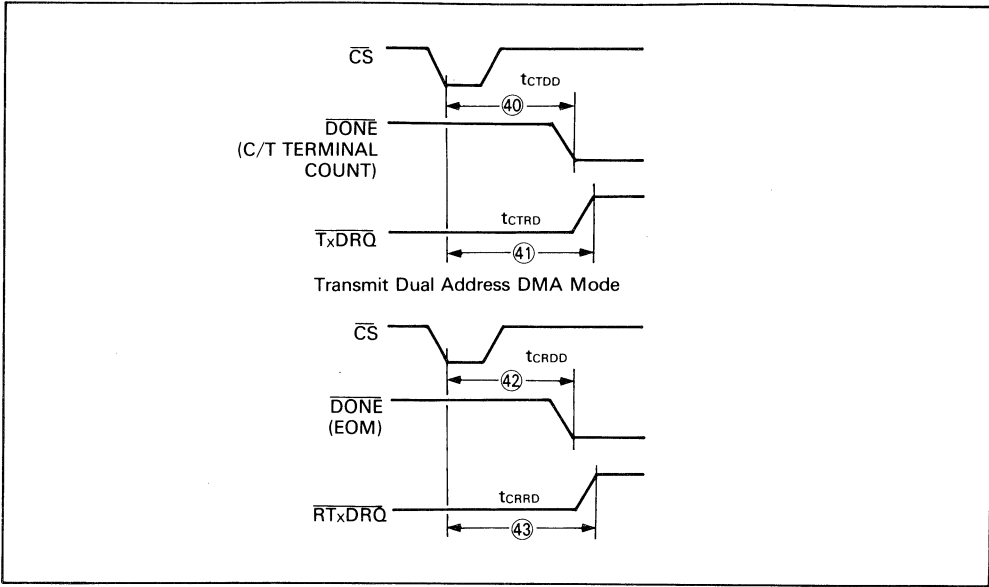 CS
tCTDD
40
DONE
(C/T TERMINAL
COUNT)
tCTRD
TxDRQ
41
Transmit Dual Address DMA Mode
CS
tCRDD
42
DONE
(EOM)
tCRRD
RTxDRQ
43